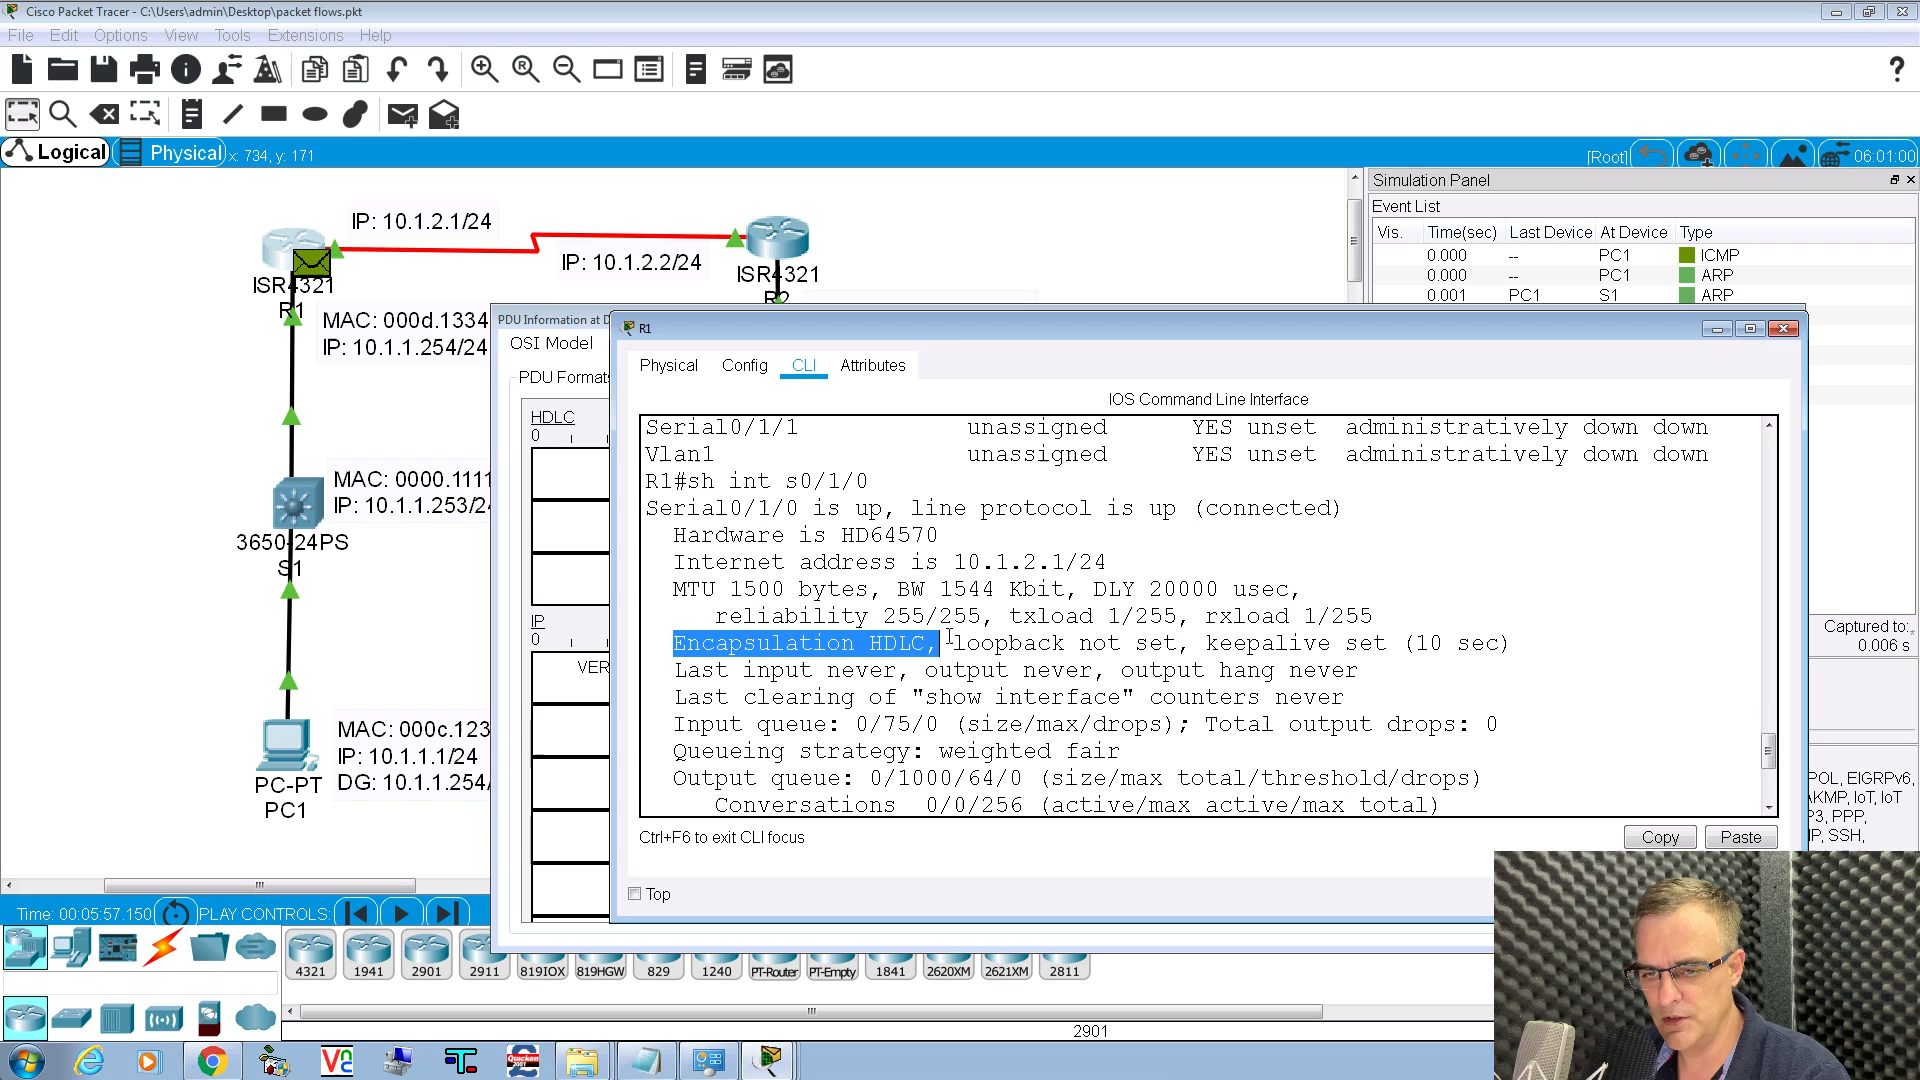 Cisco Packet Tracer - C:\Users\admin\Desktop\packet flows.pkt
File Edit Options View Tools Extensions Help
?
Logical
Physical
x: 734, y: 171
[Root]
06:01:00
IP: 10.1.2.1/24
IP: 10.1.2.2/24
ISR4321
R1
ISR4321
R2
MAC: 000d.1334
IP: 10.1.1.254/24
MAC: 0000.1111
IP: 10.1.1.253/24
3650-24PS
S1
MAC: 000c.123
IP: 10.1.1.1/24
DG: 10.1.1.254/
PC-PT
PC1
Simulation Panel
Event List
Vis. Time(sec) Last Device At Device Type
0.000 -- PC1 ICMP
0.000 -- PC1 ARP
0.001 PC1 S1 ARP
Captured to:
0.006 s
POL, EIGRPv6,
AKMP, IoT, IoT
P3, PPP,
IP, SSH,
PDU Information at D
OSI Model
PDU Formats
HDLC
0
IP
0
VER
R1
Physical Config CLI Attributes
IOS Command Line Interface
Serial0/1/1 unassigned YES unset administratively down down
Vlan1 unassigned YES unset administratively down down
R1#sh int s0/1/0
Serial0/1/0 is up, line protocol is up (connected)
Hardware is HD64570
Internet address is 10.1.2.1/24
MTU 1500 bytes, BW 1544 Kbit, DLY 20000 usec,
reliability 255/255, txload 1/255, rxload 1/255
Encapsulation HDLC, loopback not set, keepalive set (10 sec)
Last input never, output never, output hang never
Last clearing of "show interface" counters never
Input queue: 0/75/0 (size/max/drops); Total output drops: 0
Queueing strategy: weighted fair
Output queue: 0/1000/64/0 (size/max total/threshold/drops)
Conversations 0/0/256 (active/max active/max total)
Ctrl+F6 to exit CLI focus
Copy
Paste
Top
Time: 00:05:57.150
PLAY CONTROLS:
4321 1941 2901 2911 819IOX 819HGW 829 1240 PT-Router PT-Empty 1841 2620XM 2621XM 2811
2901
Quicken
2001